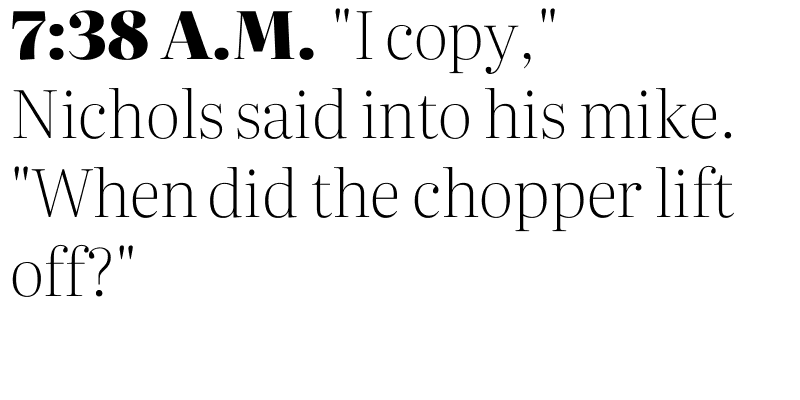 7:38 A.M. "I copy,"
Nichols said into his mike.
"When did the chopper lift
off?"